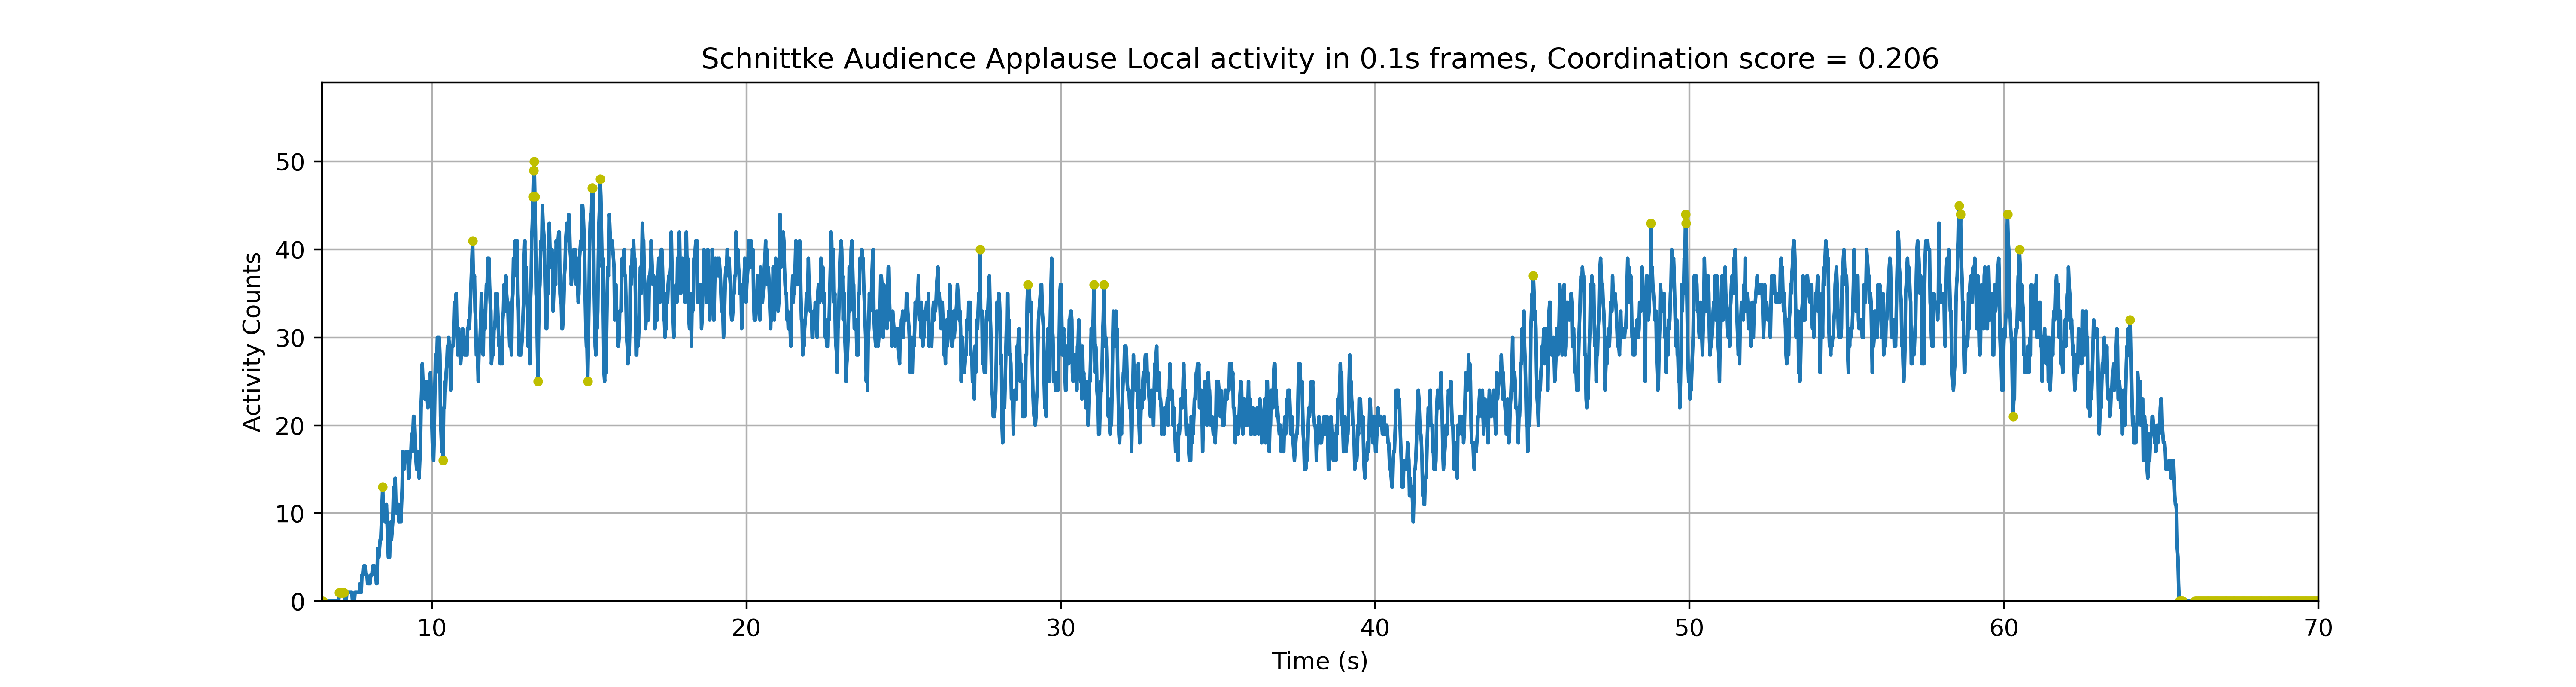 Schnittke Audience Applause Local activity in 0.1s frames, Coordination score = 0.206
Activity Counts
50
40
30
20
10
0
10 20 30 40 50 60 70
Time (s)